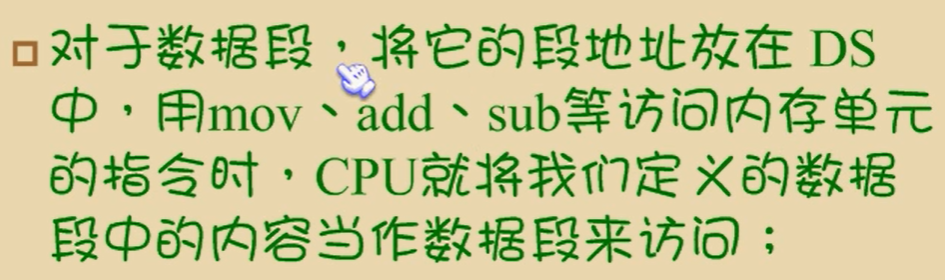 对于数据段，将它的段地址放在 DS
中，用mov、add、sub等访问内存单元
的指令时，CPU就将我们定义的数据
段中的内容当作数据段来访问；